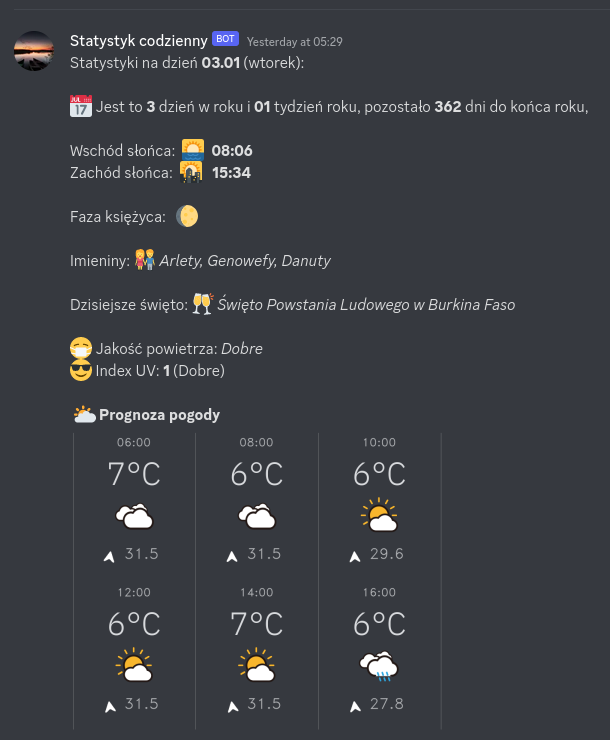 Statystyk codzienny BOT Yesterday at 05:29
Statystyki na dzień 03.01 (wtorek):
JUL 17 Jest to 3 dzień w roku i 01 tydzień roku, pozostało 362 dni do końca roku,
Wschód słońca: 08:06
Zachód słońca: 15:34
Faza księżyca:
Imieniny: Arlety, Genowefy, Danuty
Dzisiejsze święto: Święto Powstania Ludowego w Burkina Faso
Jakość powietrza: Dobre
Index UV: 1 (Dobre)
Prognoza pogody
06:00 08:00 10:00
7°C 6°C 6°C
31.5 31.5 29.6
12:00 14:00 16:00
6°C 7°C 6°C
31.5 31.5 27.8